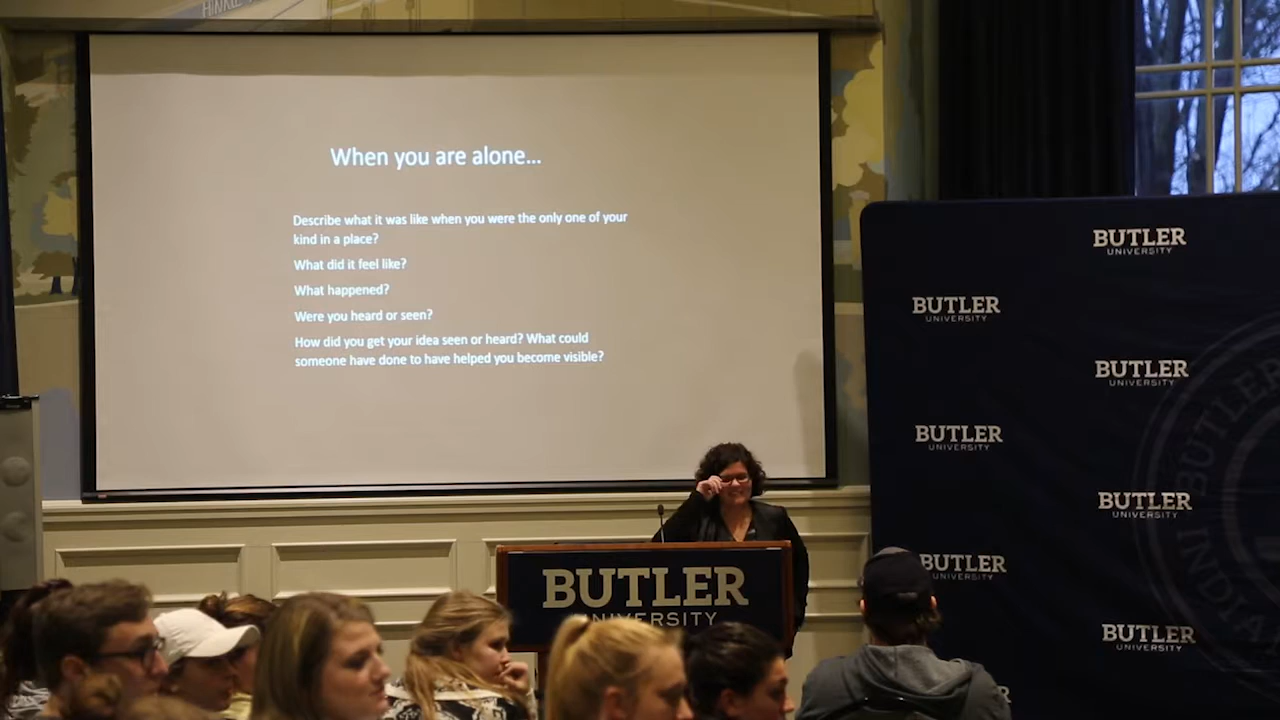 HINKLE
When you are alone...
Describe what it was like when you were the only one of your
kind in a place?
What did it feel like?
What happened?
Were you heard or seen?
How did you get your idea seen or heard? What could
someone have done to have helped you become visible?
BUTLER
UNIVERSITY
BUTLER
UNIVERSITY
BUTLER
UNIVERSITY
BUTLER
UNIVERSITY
BUTLER
UNIVERSITY
BUTLER
UNIVERSITY
BUTLER
UNIVERSITY
BUTLER
UNIVERSITY
BUTLER